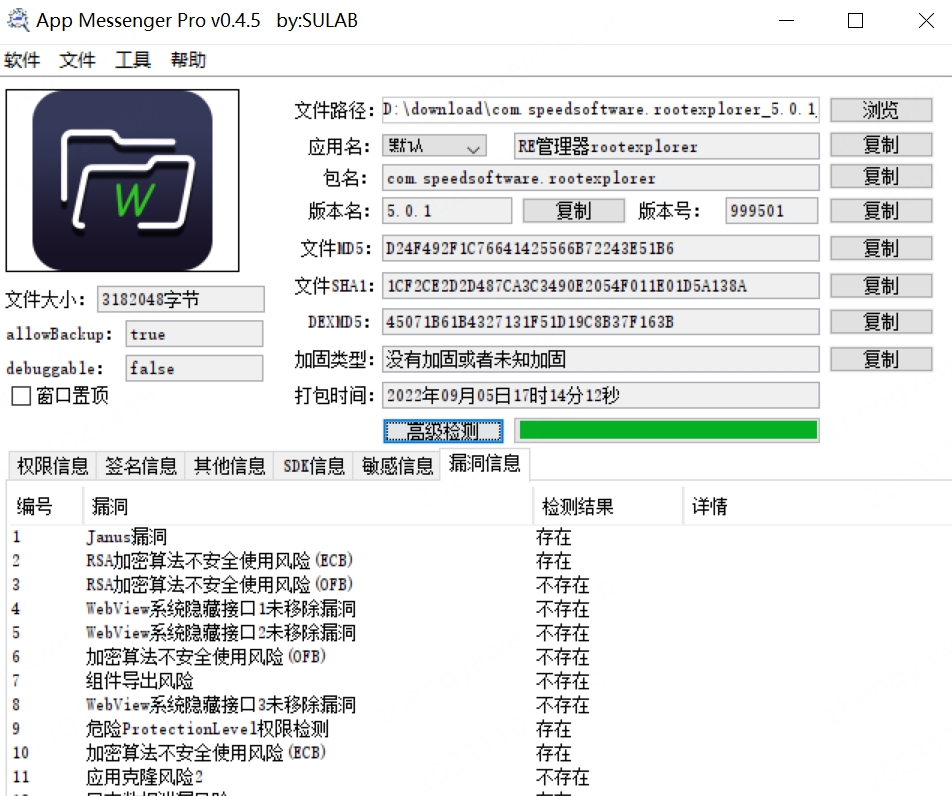 App Messenger Pro v0.4.5 by:SULAB
软件 文件 工具 帮助
文件路径: D:\download\com.speedsoftware.rootexplorer_5.0.1 浏览
应用名: 默认 RE管理器rootexplorer 复制
包名: com.speedsoftware.rootexplorer 复制
版本名: 5.0.1 复制 版本号: 999501 复制
文件MD5: D24F492F1C76641425566B72243E51B6 复制
文件大小: 3182048字节
文件SHA1: 1CF2CE2D2D487CA3C3490E2054F011E01D5A138A 复制
allowBackup: true
DEXMD5: 45071B61B4327131F51D19C8B37F163B 复制
debuggable: false
加固类型: 没有加固或者未知加固 复制
窗口置顶
打包时间: 2022年09月05日17时14分12秒
高级检测
W
权限信息 签名信息 其他信息 SDK信息 敏感信息 漏洞信息
编号 漏洞 检测结果 详情
1 Janus漏洞 存在
2 RSA加密算法不安全使用风险(ECB) 存在
3 RSA加密算法不安全使用风险(OFB) 不存在
4 WebView系统隐藏接口1未移除漏洞 不存在
5 WebView系统隐藏接口2未移除漏洞 不存在
6 加密算法不安全使用风险(OFB) 不存在
7 组件导出风险 不存在
8 WebView系统隐藏接口3未移除漏洞 不存在
9 危险ProtectionLevel权限检测 存在
10 加密算法不安全使用风险(ECB) 存在
11 应用克隆风险2 不存在